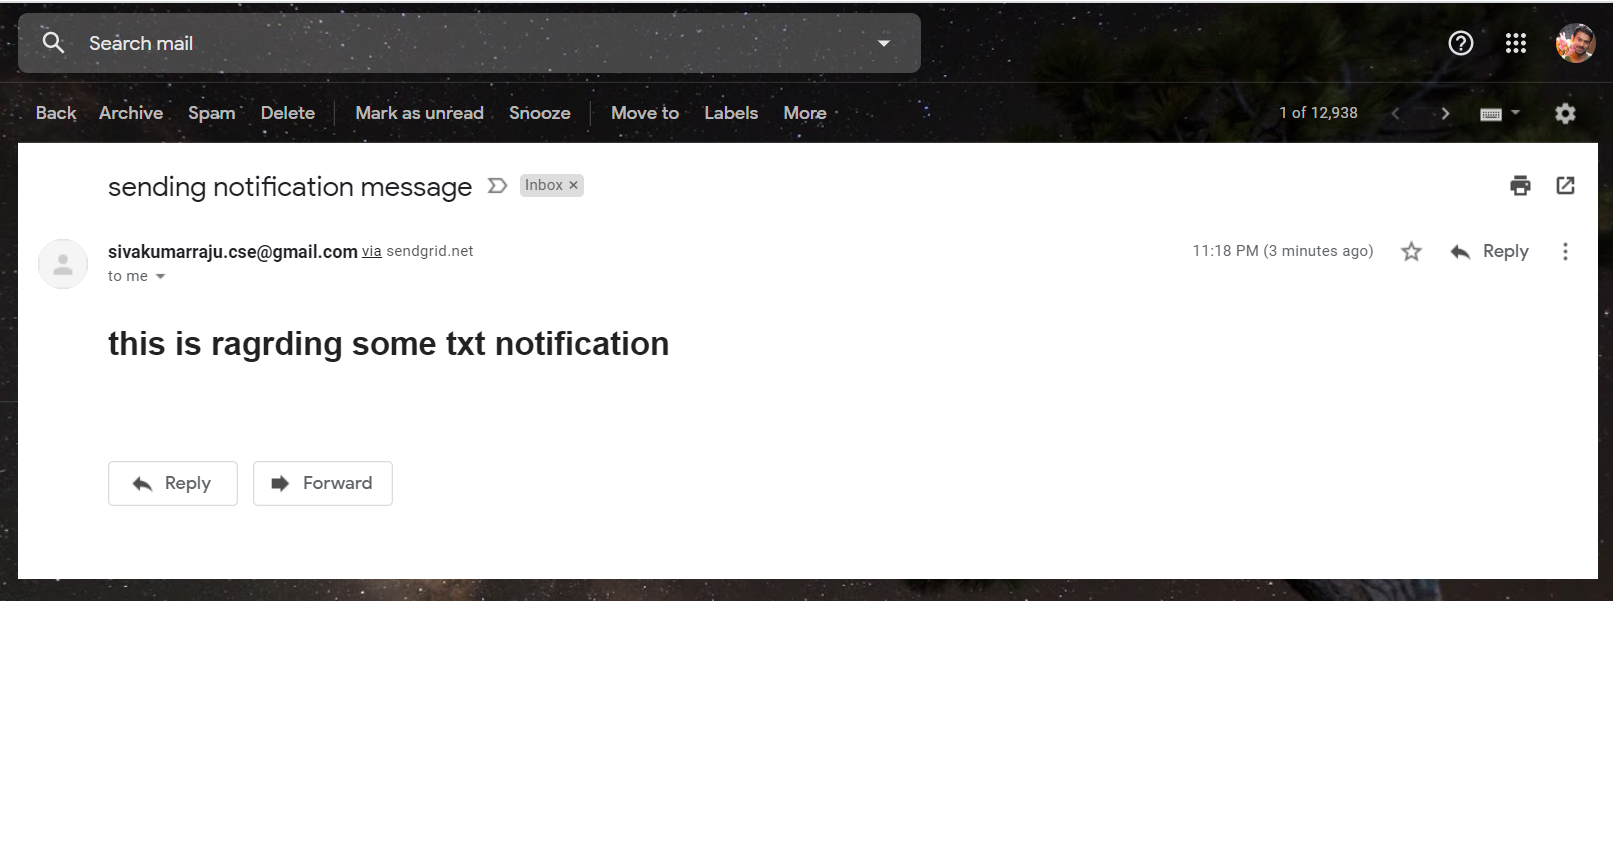 Search mail
Back Archive Spam Delete Mark as unread Snooze Move to Labels More 1 of 12,938
sending notification message Inbox ×
sivakumarraju.cse@gmail.com via sendgrid.net 11:18 PM (3 minutes ago) Reply
to me
this is ragrding some txt notification
Reply Forward